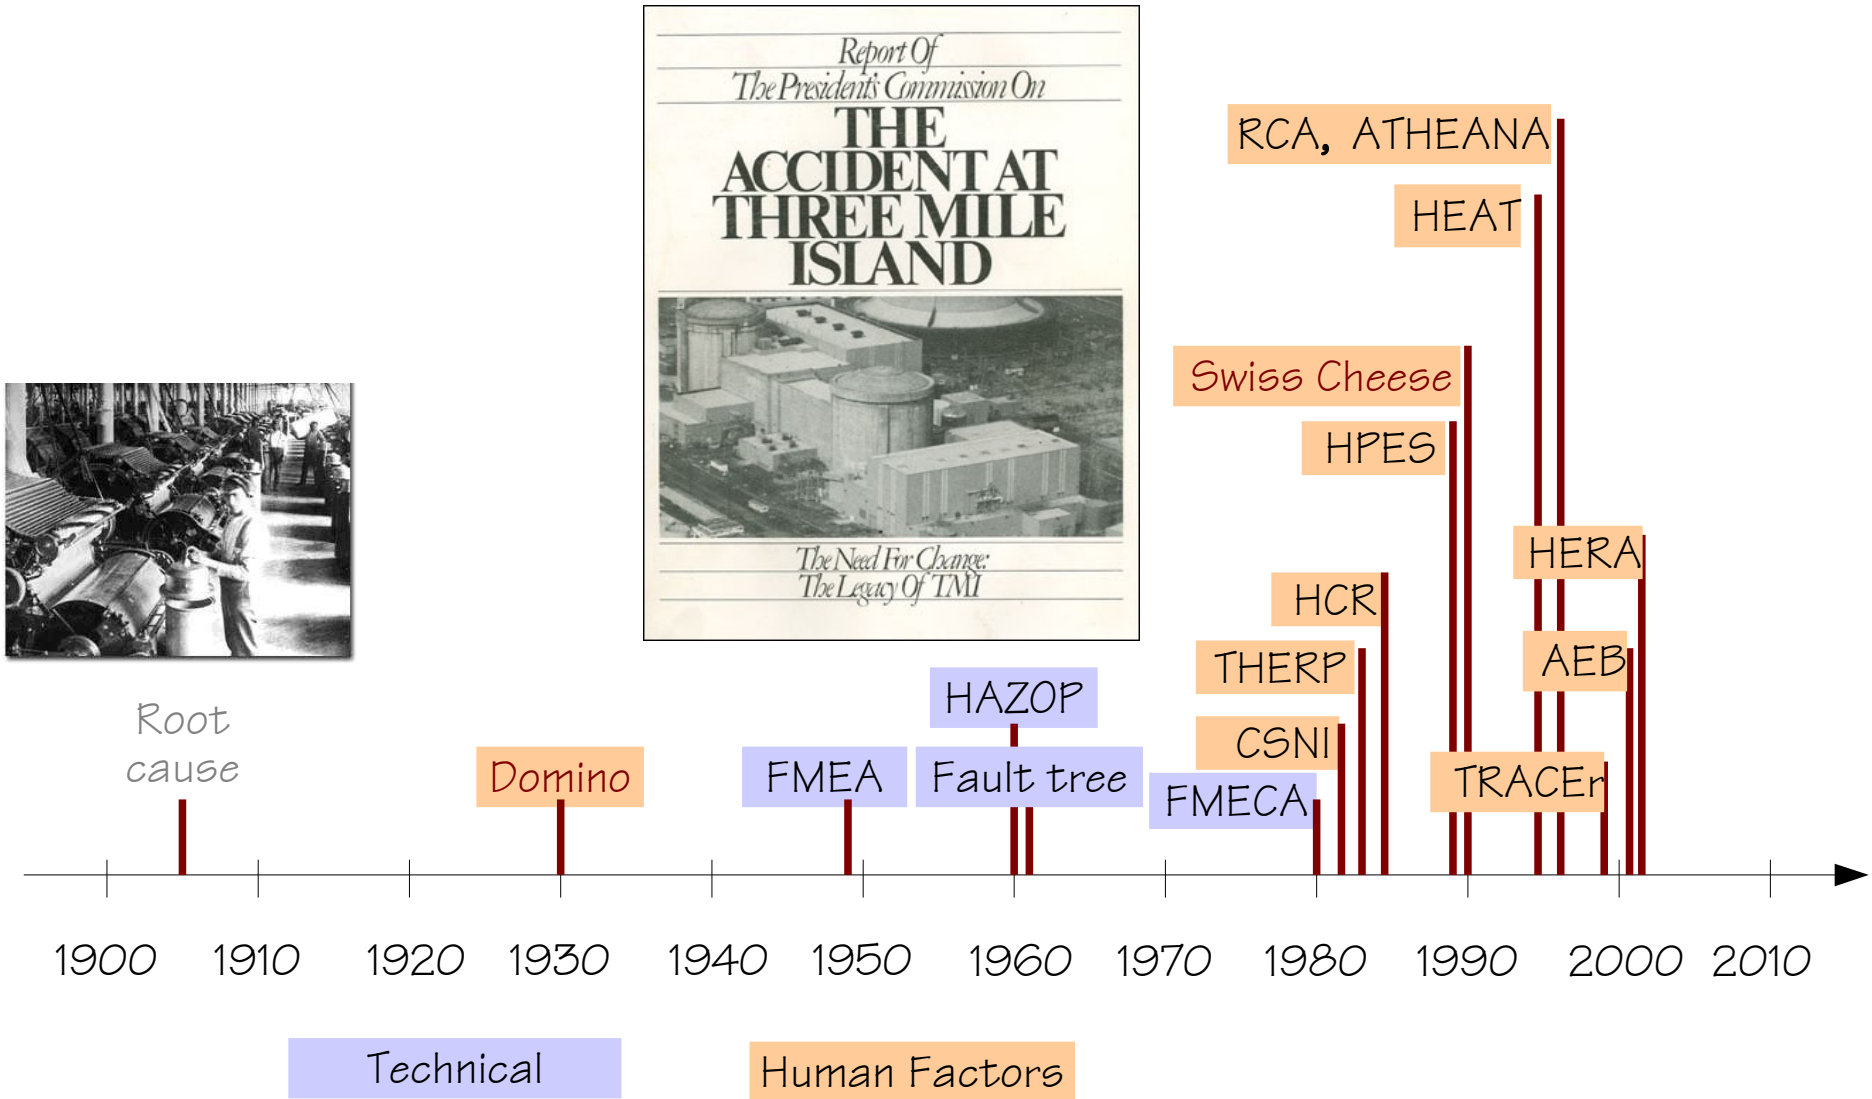 Report Of
The President's Commission On
THE
ACCIDENT AT
THREE MILE
ISLAND
The Need For Change:
The Legacy Of TMI
RCA, ATHEANA
HEAT
Swiss Cheese
HPES
HERA
HCR
AEB
THERP
HAZOP
CSNI
Root
cause
Domino
FMEA
Fault tree
TRACEr
FMECA
1900 1910 1920 1930 1940 1950 1960 1970 1980 1990 2000 2010
Technical
Human Factors